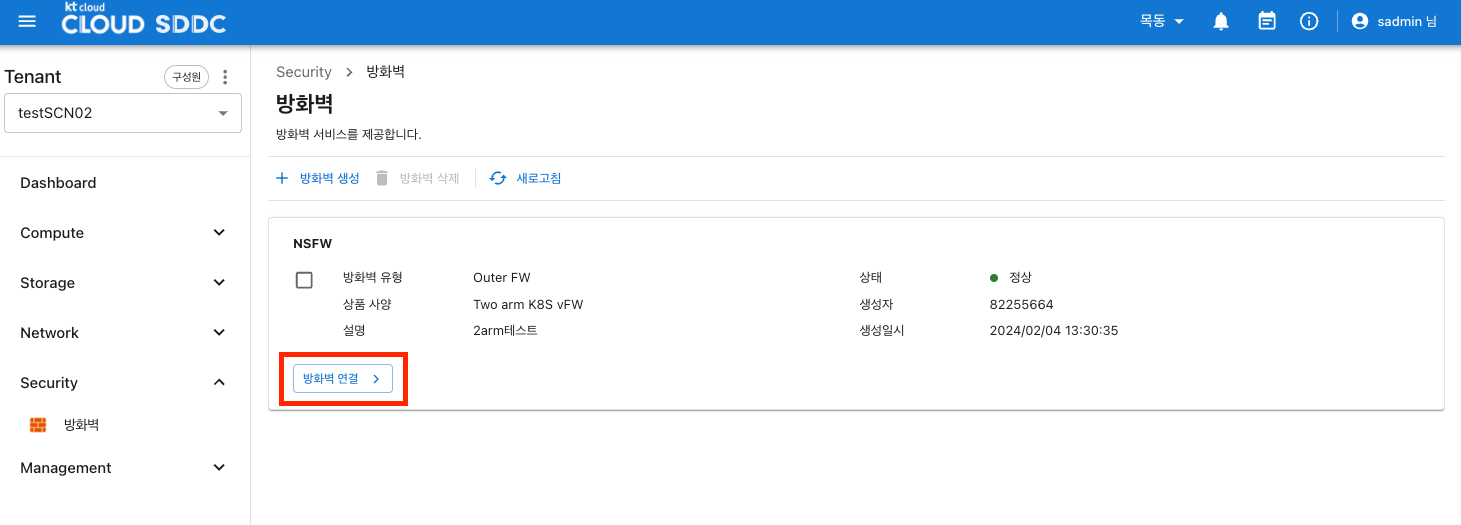 kt cloud
CLOUD SDDC
목동
sadmin 님
Tenant
구성원
testSCN02
Dashboard
Compute
Storage
Network
Security
방화벽
Management
Security > 방화벽
방화벽
방화벽 서비스를 제공합니다.
방화벽 생성
방화벽 삭제
새로고침
NSFW
방화벽 유형 Outer FW 상태 정상
상품 사양 Two arm K8S vFW 생성자 82255664
설명 2arm테스트 생성일시 2024/02/04 13:30:35
방화벽 연결 >